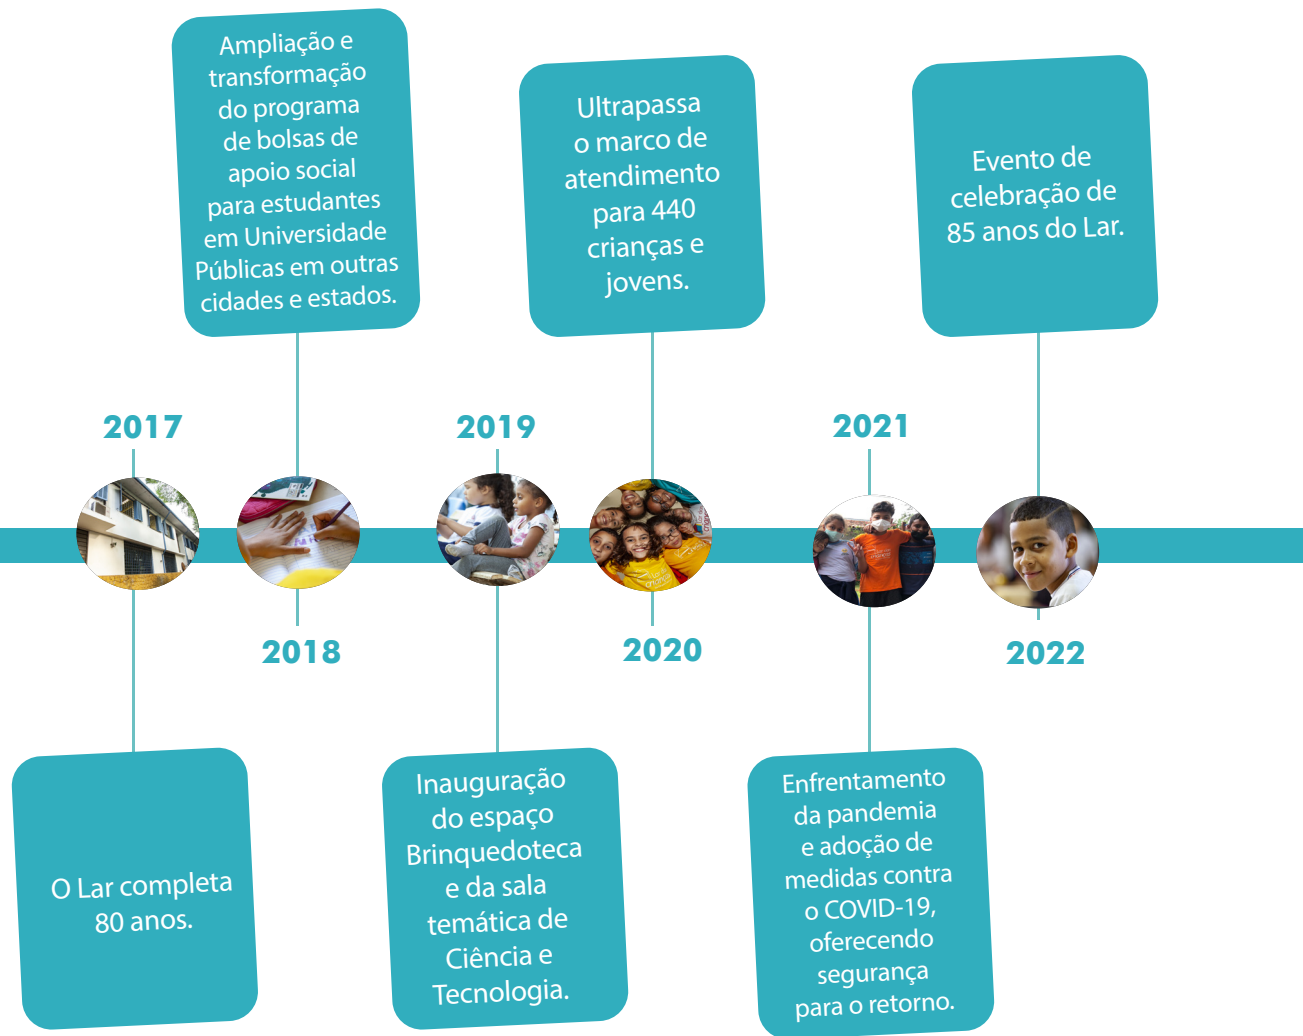 2017
O Lar completa
80 anos.
Ampliação e
transformação
do programa
de bolsas de
apoio social
para estudantes
em Universidade
Públicas em outras
cidades e estados.
2018
2019
Inauguração
do espaço
Brinquedoteca
e da sala
temática de
Ciência e
Tecnologia.
Ultrapassa
o marco de
atendimento
para 440
crianças e
jovens.
2020
2021
Enfrentamento
da pandemia
e adoção de
medidas contra
o COVID-19,
oferecendo
segurança
para o retorno.
Evento de
celebração de
85 anos do Lar.
2022